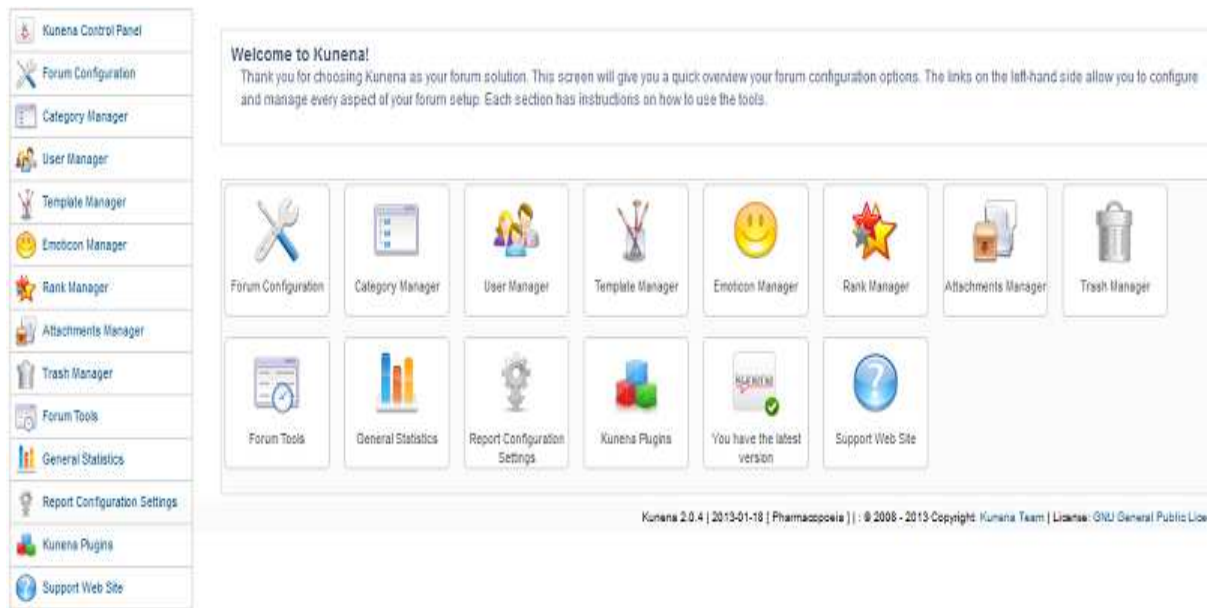 Kunena Control Panel
Forum Configuration
Category Manager
User Manager
Template Manager
Emoticon Manager
Rank Manager
Attachments Manager
Trash Manager
Forum Tools
General Statistics
Report Configuration Settings
Kunena Plugins
Support Web Site
Welcome to Kunena!
Thank you for choosing Kunena as your forum solution. This screen will give you a quick overview your forum configuration options. The links on the left-hand side allow you to configure
and manage every aspect of your forum setup. Each section has instructions on how to use the tools.
Forum Configuration
Category Manager
User Manager
Template Manager
Emoticon Manager
Rank Manager
Attachments Manager
Trash Manager
Forum Tools
General Statistics
Report Configuration
Settings
Kunena Plugins
KUNENA
You have the latest
version
Support Web Site
Kunena 2.0.4 | 2013-01-18 [ Pharmacopoeia ] | : © 2008 - 2013 Copyright: Kunena Team | License: GNU General Public Lice